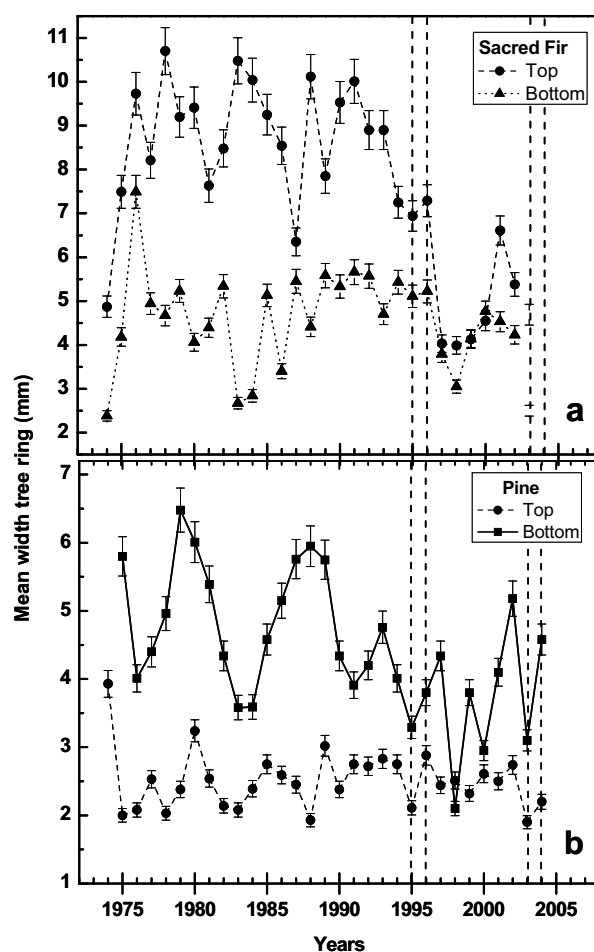 11
10
9
8
7
6
5
4
3
2
Sacred Fir
Top
Bottom
a
Mean width tree ring (mm)
7
6
5
4
3
2
1
Pine
Top
Bottom
b
1975 1980 1985 1990 1995 2000 2005
Years